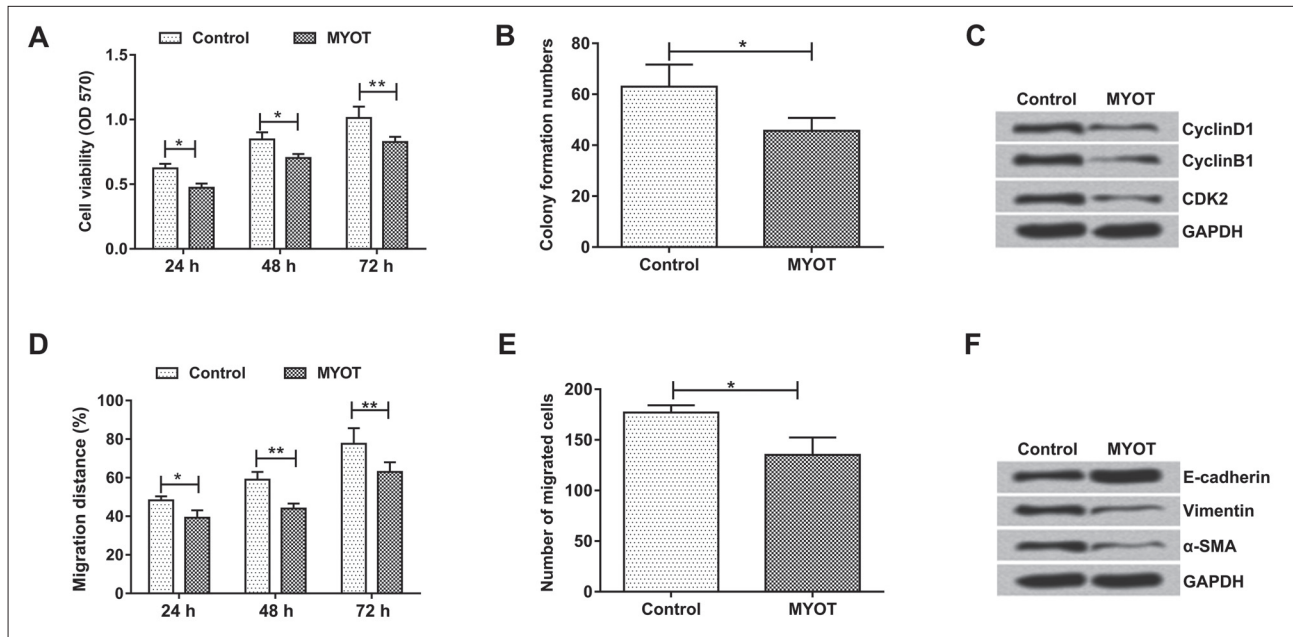 A
Control
MYOT
Cell viability (OD 570)
1.5
1.0
0.5
0.0
*
*
**
24 h
48 h
72 h
B
Colony formation numbers
80
60
40
20
0
*
Control
MYOT
C
Control MYOT
CyclinD1
CyclinB1
CDK2
GAPDH
D
Control
MYOT
Migration distance (%)
100
80
60
40
20
0
*
**
**
24 h
48 h
72 h
E
Number of migrated cells
200
150
100
50
0
*
Control
MYOT
F
Control MYOT
E-cadherin
Vimentin
α-SMA
GAPDH